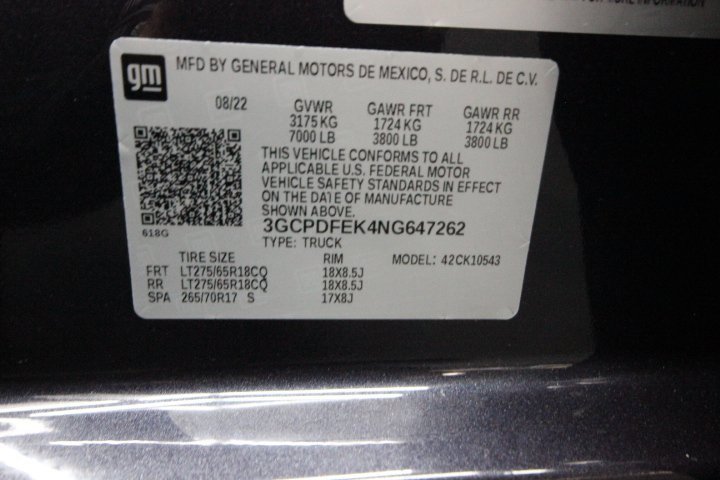 gm
MFD BY GENERAL MOTORS DE MEXICO, S. DE R.L. DE C.V.
08/22 GVWR GAWR FRT GAWR RR
3175 KG 1724 KG 1724 KG
7000 LB 3800 LB 3800 LB
THIS VEHICLE CONFORMS TO ALL
APPLICABLE U.S. FEDERAL MOTOR
VEHICLE SAFETY STANDARDS IN EFFECT
ON THE DATE OF MANUFACTURE
SHOWN ABOVE.
618G
3GCPDFEK4NG647262
TYPE: TRUCK
TIRE SIZE RIM MODEL: 42CK10543
FRT LT275/65R18CQ 18X8.5J
RR LT275/65R18CQ 18X8.5J
SPA 265/70R17 S 17X8J